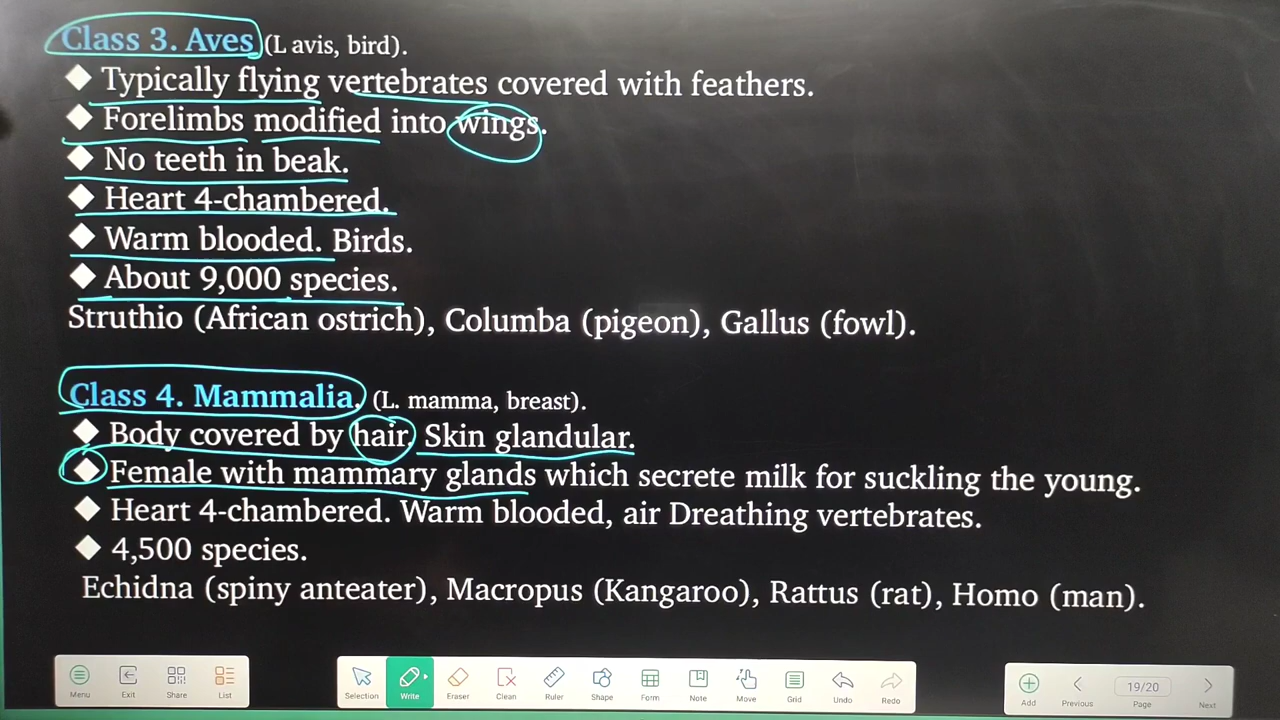 Class 3. Aves (L avis, bird).
◆ Typically flying vertebrates covered with feathers.
◆ Forelimbs modified into wings.
◆ No teeth in beak.
◆ Heart 4-chambered.
◆ Warm blooded. Birds.
◆ About 9,000 species.
Struthio (African ostrich), Columba (pigeon), Gallus (fowl).
Class 4. Mammalia. (L. mamma, breast).
◆ Body covered by hair. Skin glandular.
◆ Female with mammary glands which secrete milk for suckling the young.
◆ Heart 4-chambered. Warm blooded, air Dreathing vertebrates.
◆ 4,500 species.
Echidna (spiny anteater), Macropus (Kangaroo), Rattus (rat), Homo (man).
Menu Exit Share List Selection Write Eraser Clean Ruler Shape Form Note Move Grid Undo Redo Add Previous 19/20 Page Next